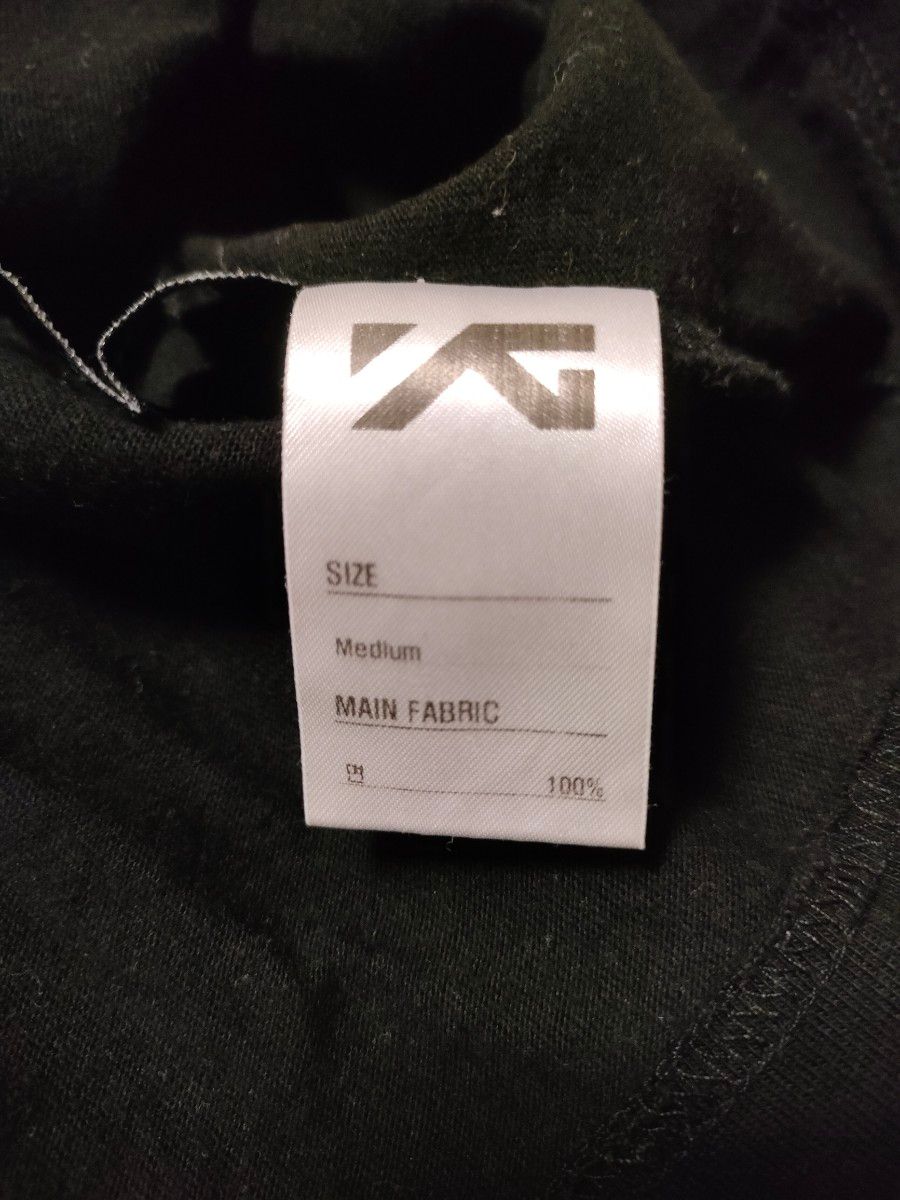 YG
SIZE
Medium
MAIN FABRIC
면 100%